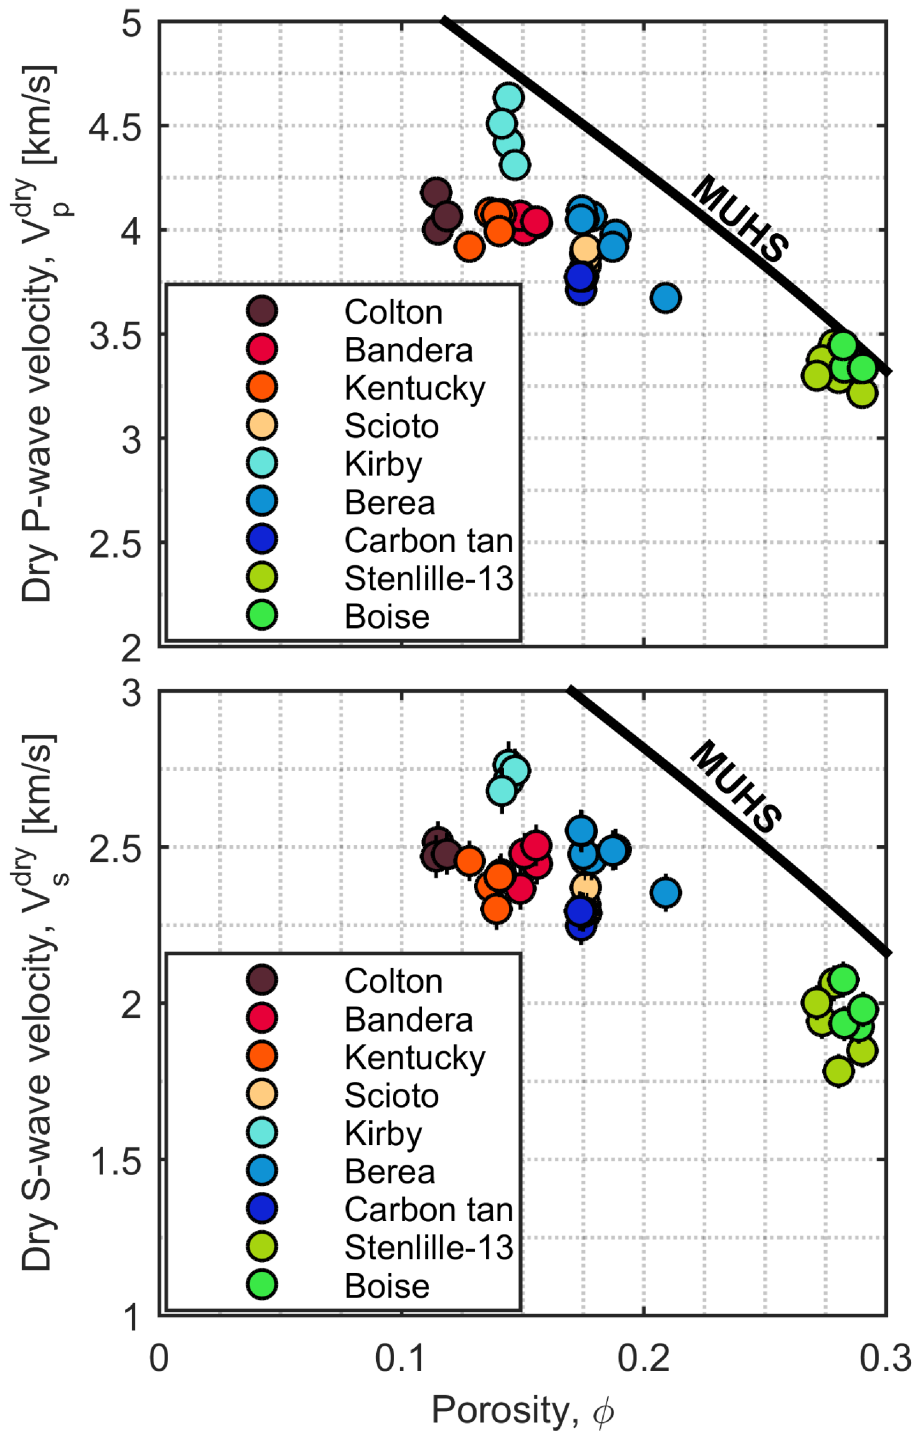 5
4.5
4
3.5
3
2.5
2
Dry P-wave velocity, V_p^dry [km/s]
MUHS
Colton
Bandera
Kentucky
Scioto
Kirby
Berea
Carbon tan
Stenlille-13
Boise
3
2.5
2
1.5
1
Dry S-wave velocity, V_s^dry [km/s]
MUHS
Colton
Bandera
Kentucky
Scioto
Kirby
Berea
Carbon tan
Stenlille-13
Boise
0 0.1 0.2 0.3
Porosity, ϕ